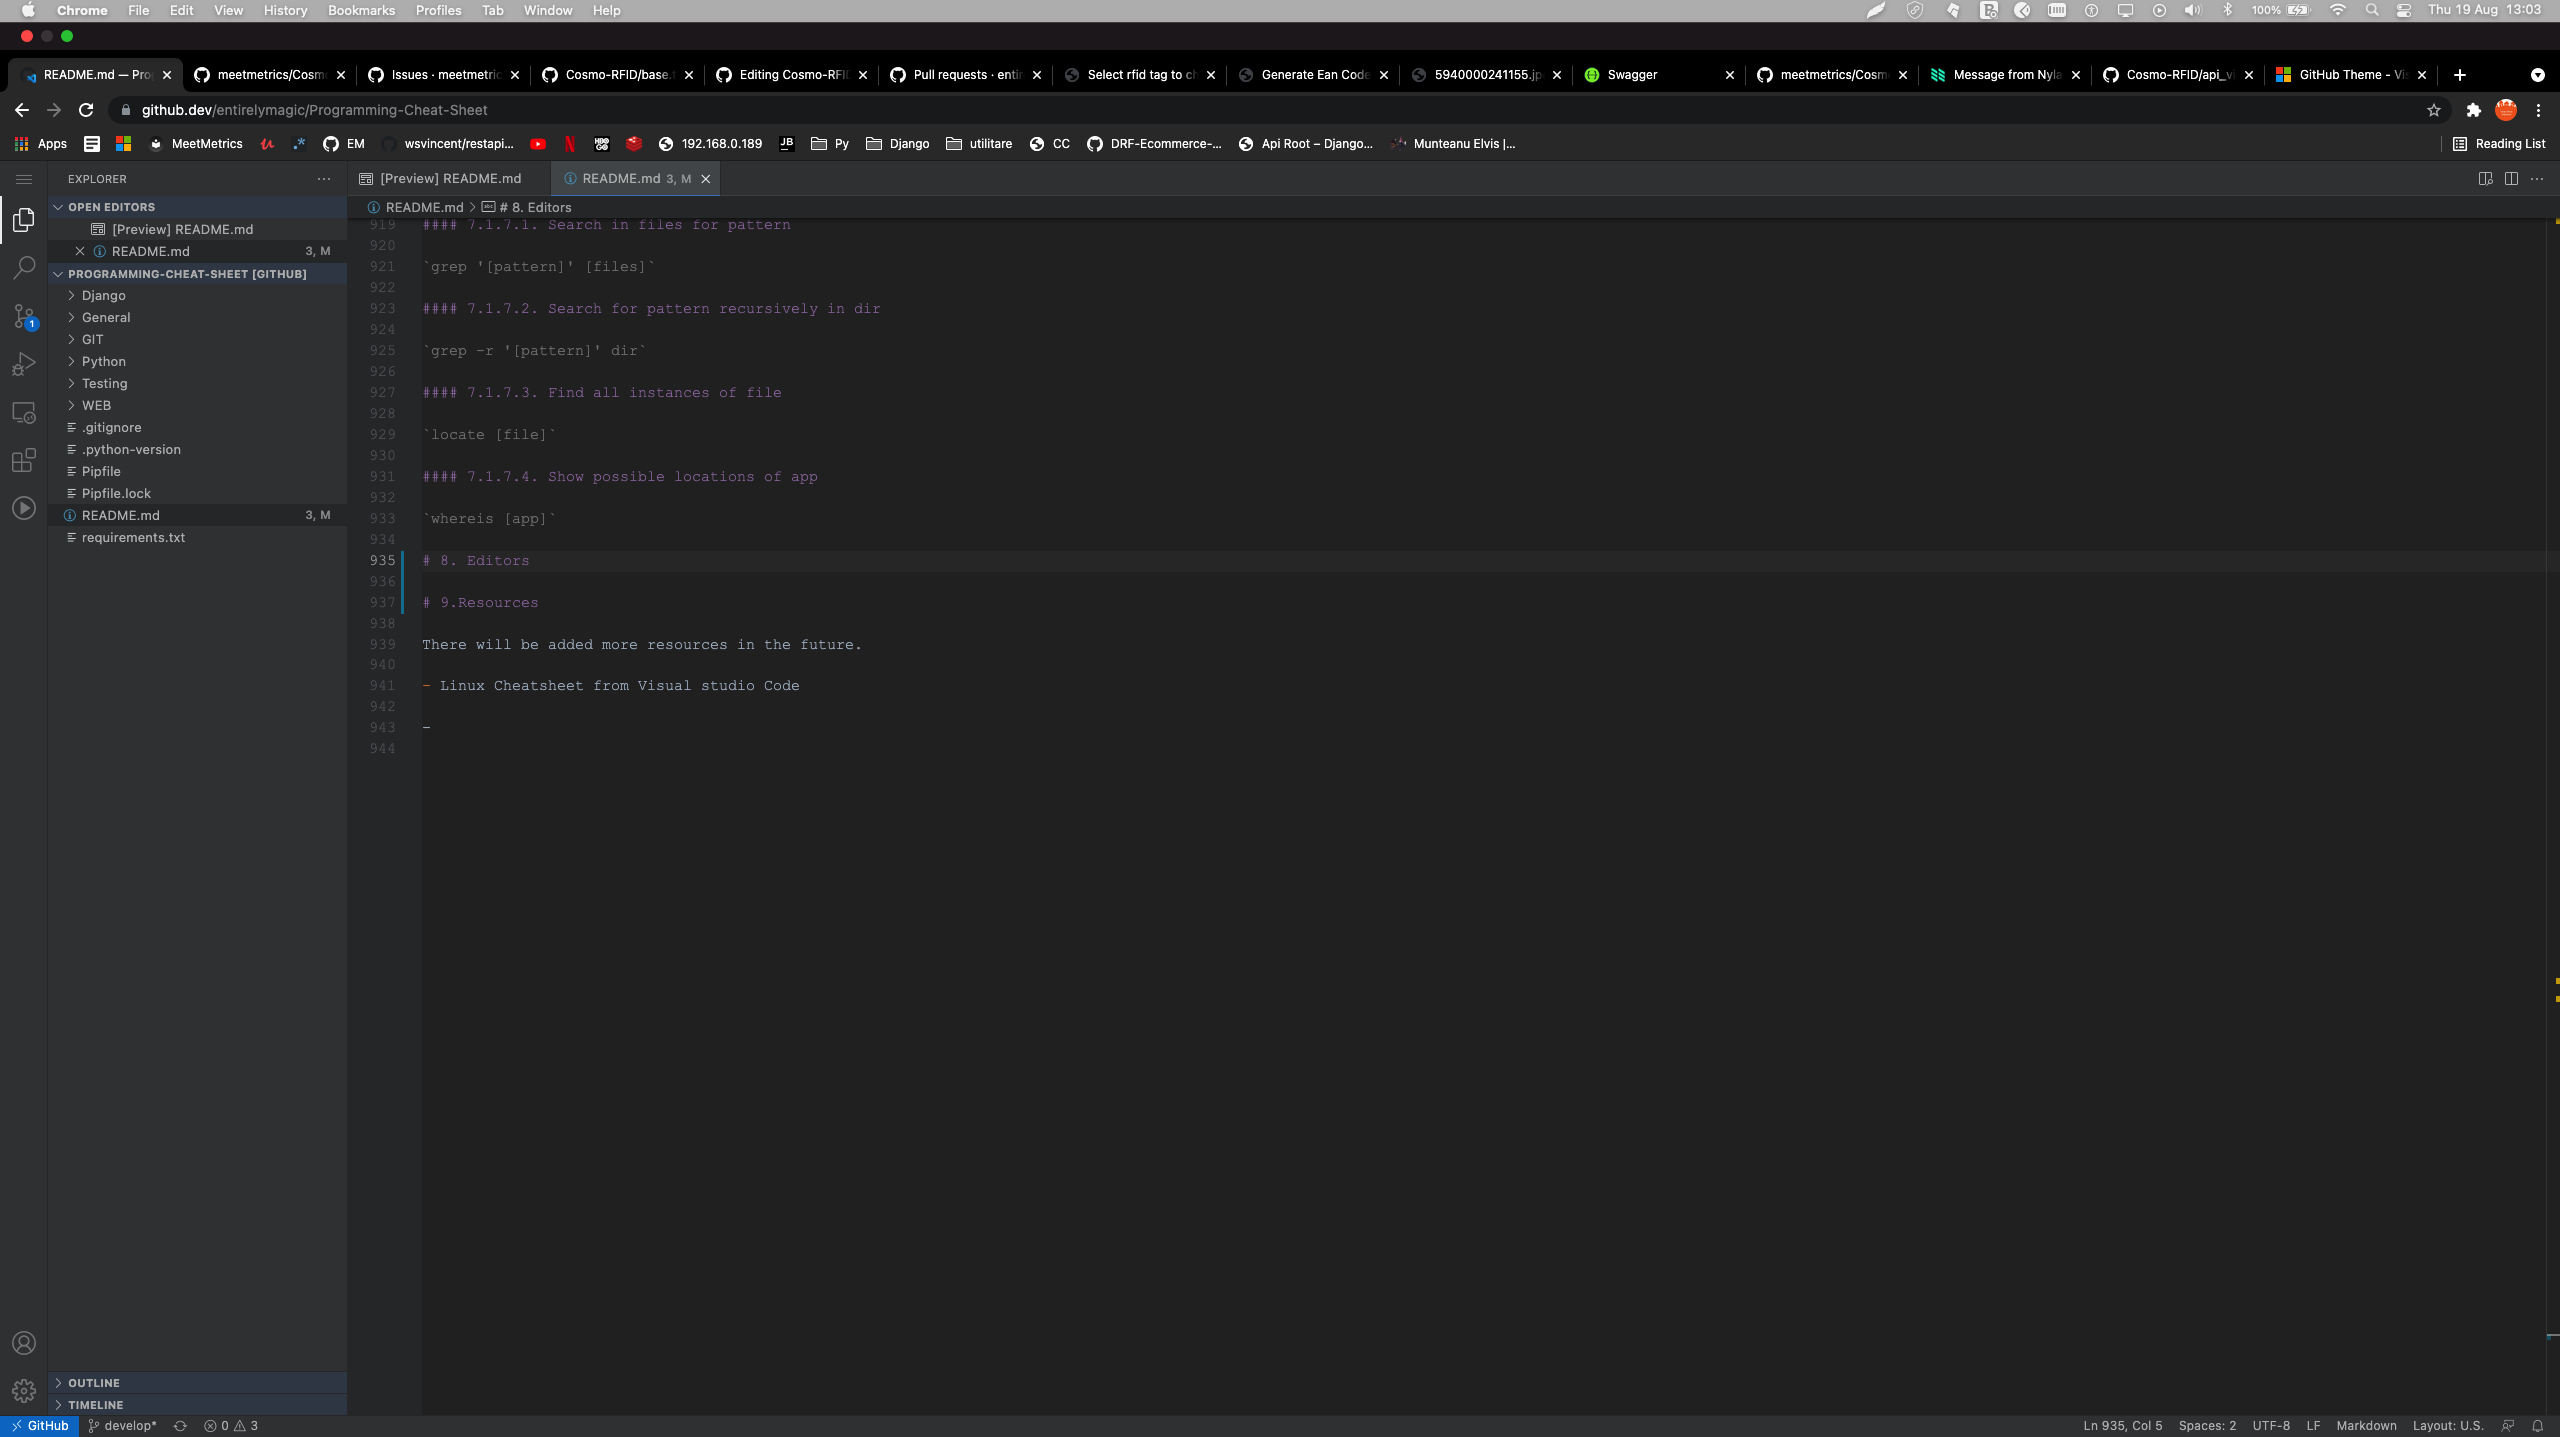 Chrome File Edit View History Bookmarks Profiles Tab Window Help 100% Thu 19 Aug 13:03
README.md — Pro meetmetrics/Cosm Issues · meetmetric Cosmo-RFID/base. Editing Cosmo-RFI Pull requests · enti Select rfid tag to ch Generate Ean Code 5940000241155.jp Swagger meetmetrics/Cosm Message from Nyla Cosmo-RFID/api_vi GitHub Theme - Vis
github.dev/entirelymagic/Programming-Cheat-Sheet
Apps MeetMetrics EM wsvincent/restapi... HBO GO 192.168.0.189 JB Py Django utilitare CC DRF-Ecommerce-... Api Root – Django... Munteanu Elvis |... Reading List
EXPLORER ... [Preview] README.md README.md 3, M
OPEN EDITORS
README.md > # 8. Editors
[Preview] README.md
README.md 3, M
PROGRAMMING-CHEAT-SHEET [GITHUB]
Django
General
GIT
Python
Testing
WEB
.gitignore
.python-version
Pipfile
Pipfile.lock
README.md 3, M
requirements.txt
1
919 #### 7.1.7.1. Search in files for pattern
920
921 `grep '[pattern]' [files]`
922
923 #### 7.1.7.2. Search for pattern recursively in dir
924
925 `grep -r '[pattern]' dir`
926
927 #### 7.1.7.3. Find all instances of file
928
929 `locate [file]`
930
931 #### 7.1.7.4. Show possible locations of app
932
933 `whereis [app]`
934
935 # 8. Editors
936
937 # 9.Resources
938
939 There will be added more resources in the future.
940
941 - Linux Cheatsheet from Visual studio Code
942
943 -
944
OUTLINE
TIMELINE
GitHub develop* 0 3 Ln 935, Col 5 Spaces: 2 UTF-8 LF Markdown Layout: U.S.